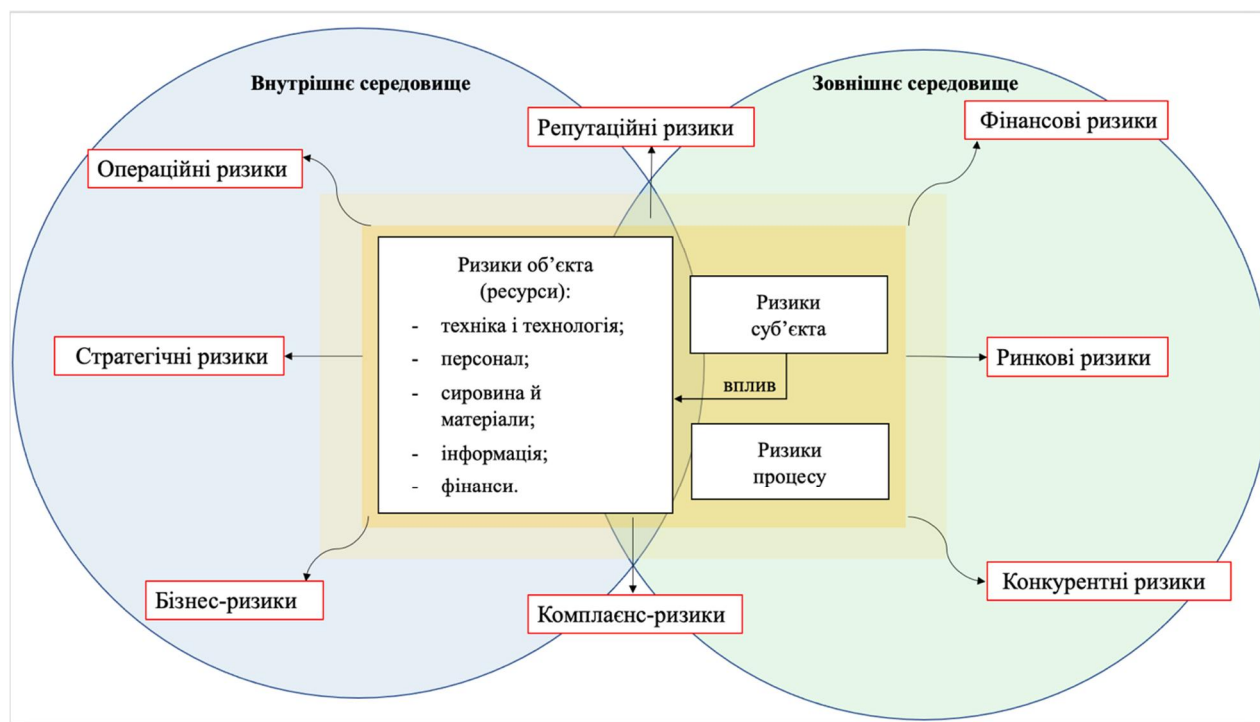 Внутрішнє середовище
Зовнішнє середовище
Репутаційні ризики
Фінансові ризики
Операційні ризики
Ризики об’єкта
(ресурси):
- техніка і технологія;
- персонал;
- сировина й
матеріали;
- інформація;
- фінанси.
Ризики
суб’єкта
Стратегічні ризики
Ринкові ризики
вплив
Ризики
процесу
Бізнес-ризики
Комплаєнс-ризики
Конкурентні ризики